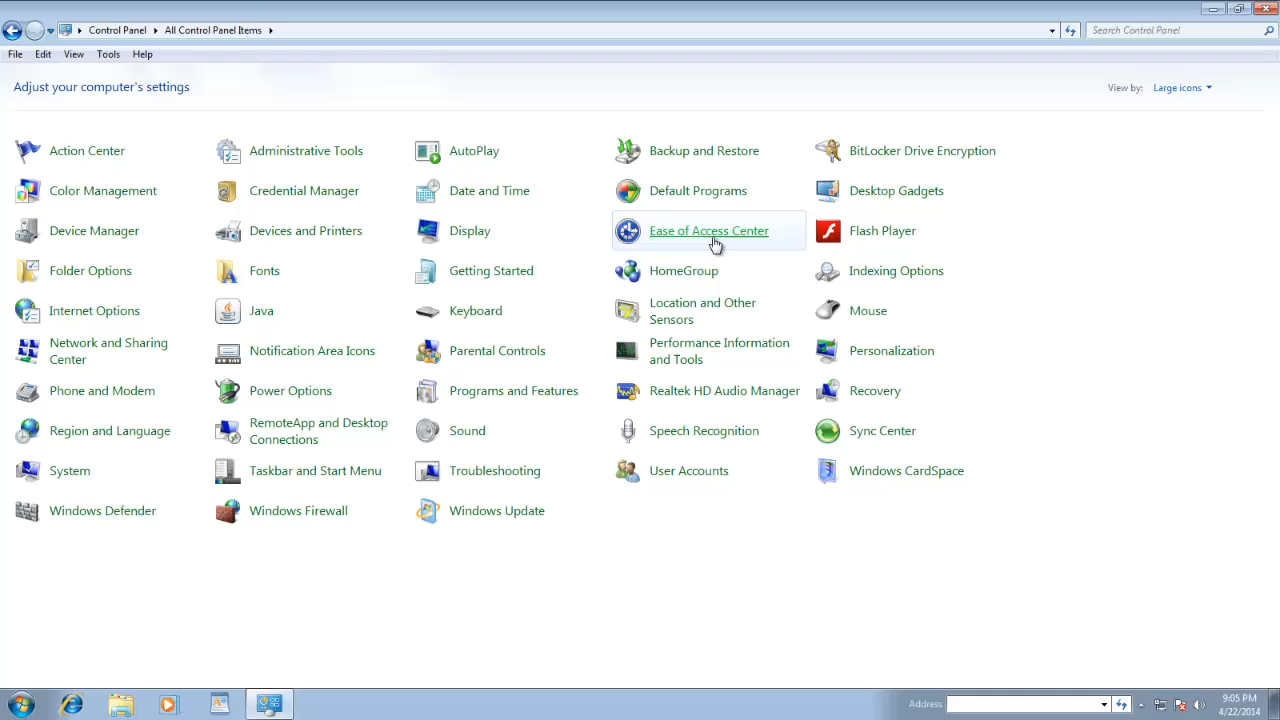 Control Panel
All Control Panel Items
Search Control Panel
File Edit View Tools Help
Adjust your computer's settings
View by: Large icons
Action Center
Administrative Tools
AutoPlay
Backup and Restore
BitLocker Drive Encryption
Color Management
Credential Manager
Date and Time
Default Programs
Desktop Gadgets
Device Manager
Devices and Printers
Display
Ease of Access Center
Flash Player
Folder Options
Fonts
Getting Started
HomeGroup
Indexing Options
Internet Options
Java
Keyboard
Location and Other
Sensors
Mouse
Network and Sharing
Center
Notification Area Icons
Parental Controls
Performance Information
and Tools
Personalization
Phone and Modem
Power Options
Programs and Features
Realtek HD Audio Manager
Recovery
Region and Language
RemoteApp and Desktop
Connections
Sound
Speech Recognition
Sync Center
System
Taskbar and Start Menu
Troubleshooting
User Accounts
Windows CardSpace
Windows Defender
Windows Firewall
Windows Update
Address
9:05 PM
4/22/2014